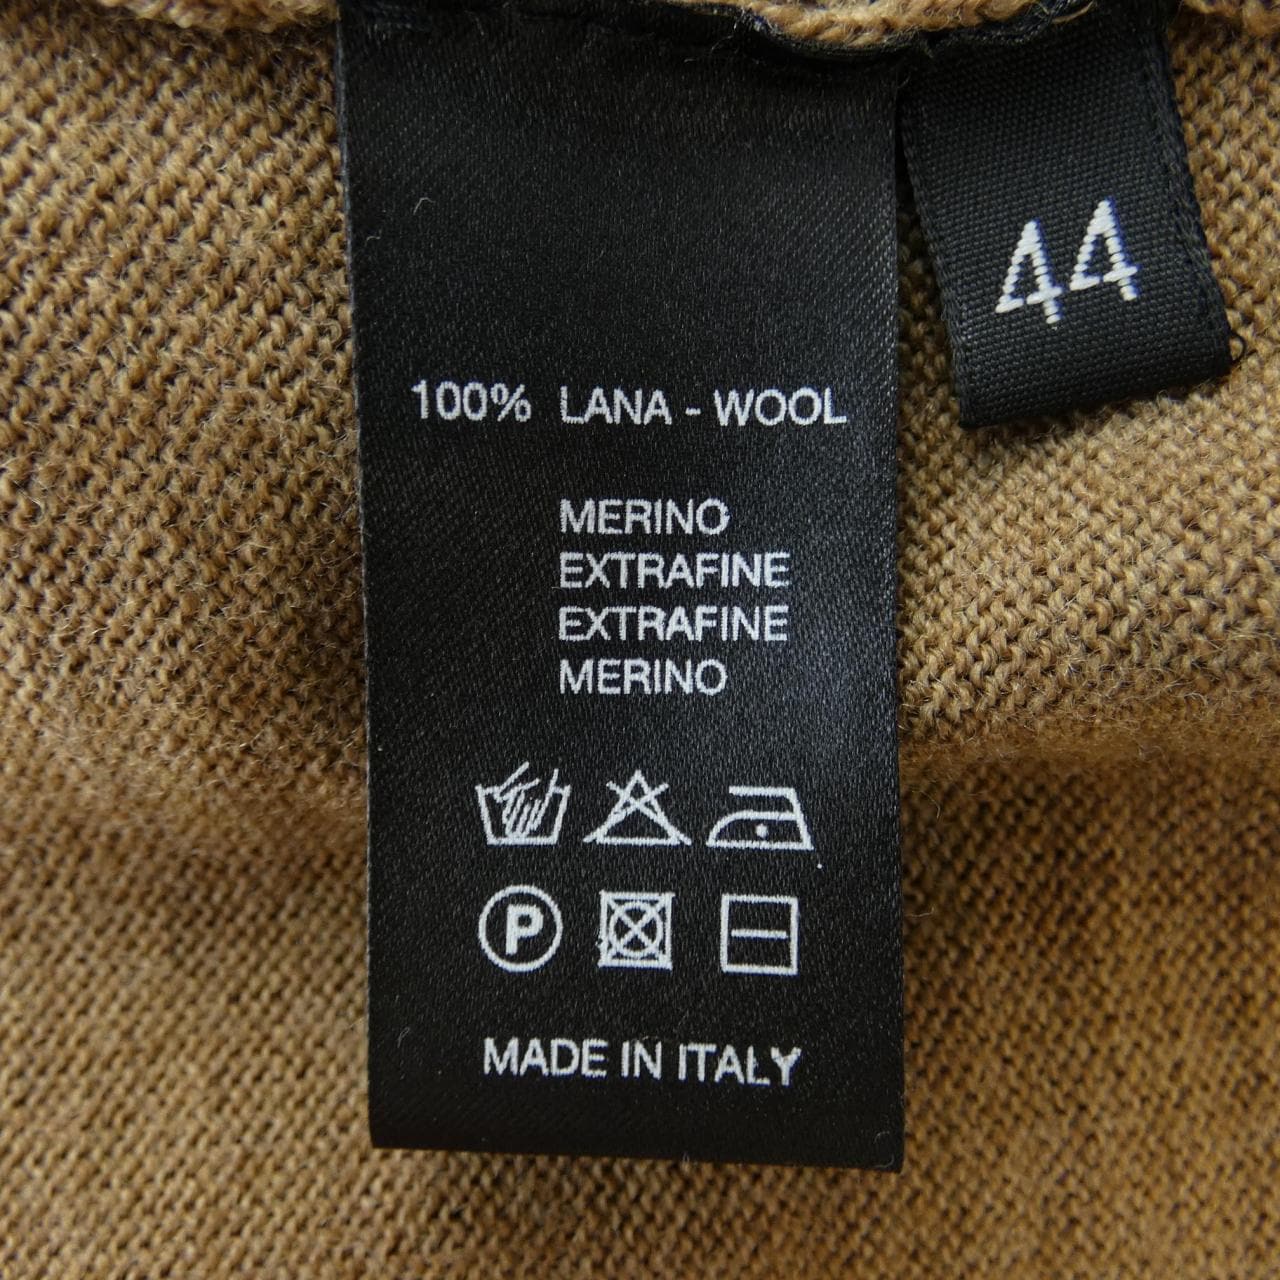 44
100% LANA - WOOL
MERINO
EXTRAFINE
EXTRAFINE
MERINO
P
MADE IN ITALY